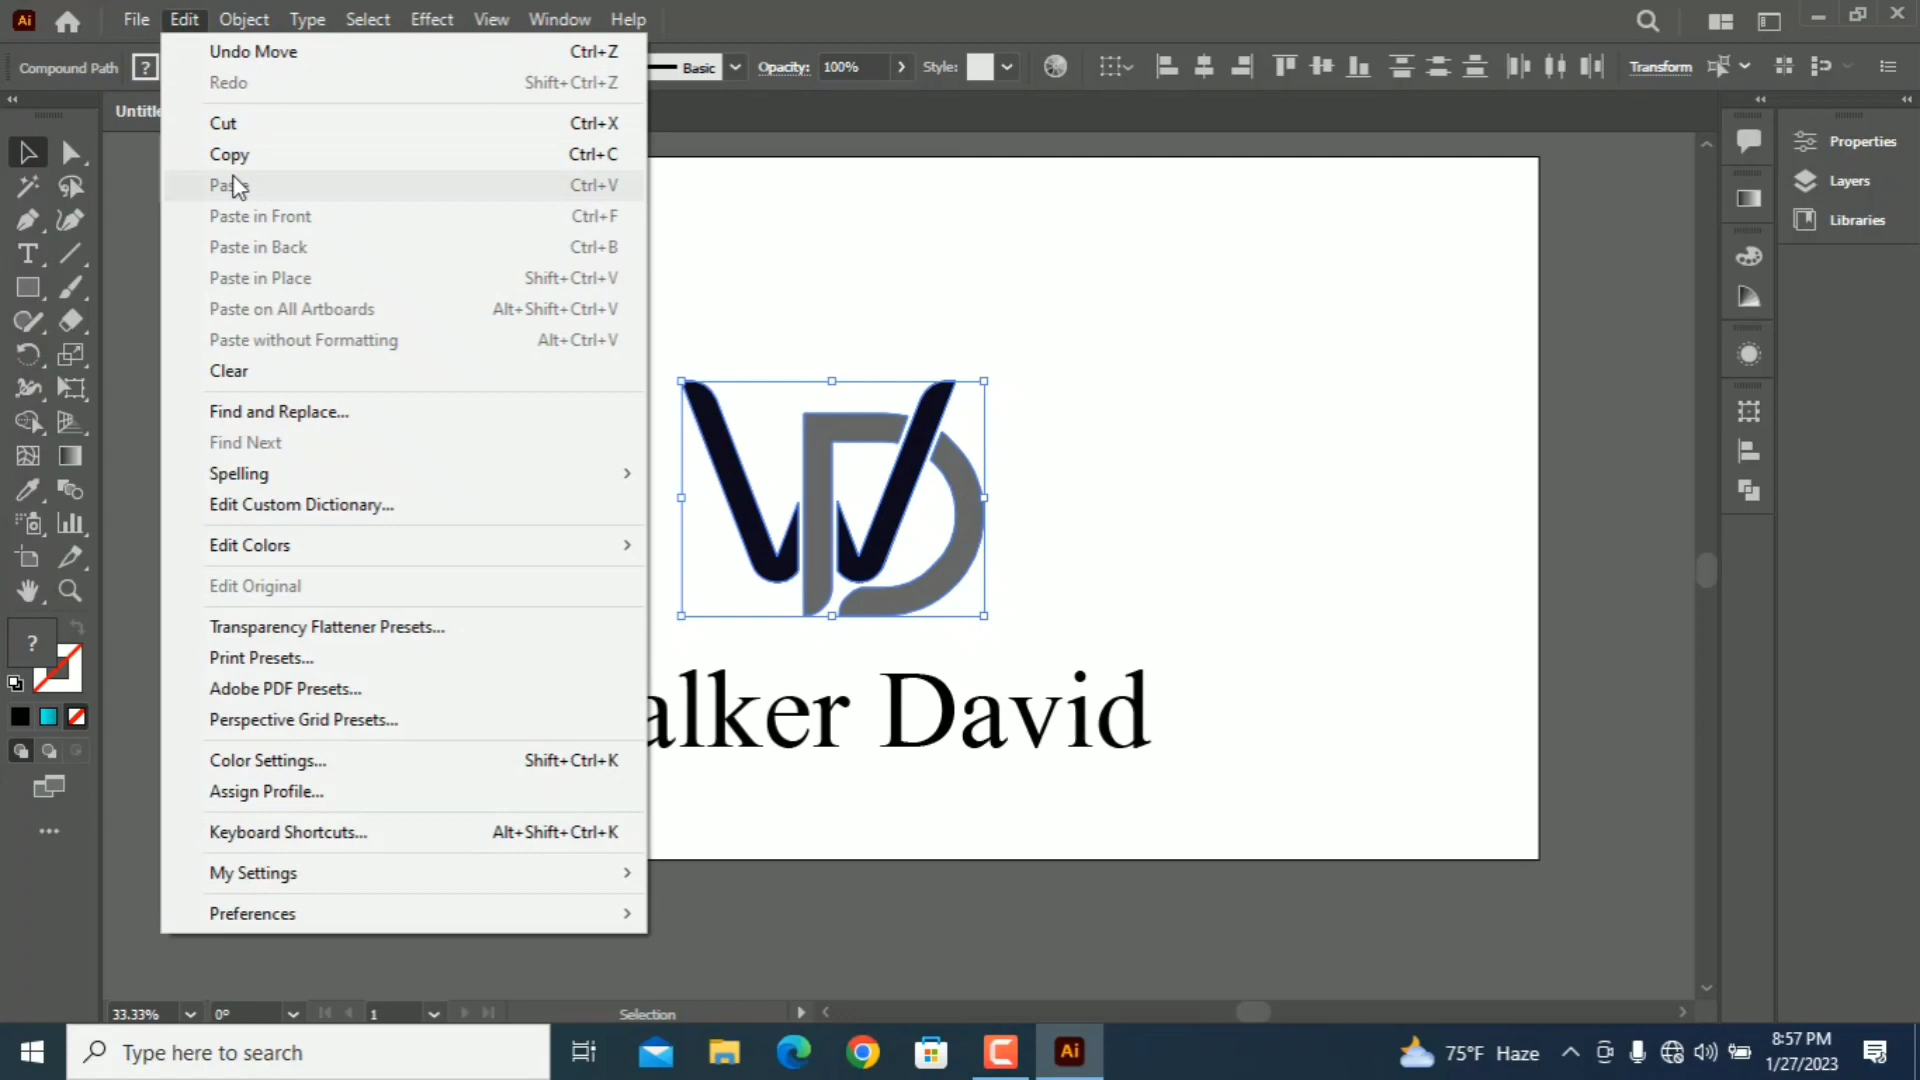 Ai File Edit Object Type Select Effect View Window Help
Compound Path ? Basic Opacity: 100% Style: Transform
Undo Move Ctrl+Z
Redo Shift+Ctrl+Z
Cut Ctrl+X
Copy Ctrl+C
Paste Ctrl+V
Paste in Front Ctrl+F
Paste in Back Ctrl+B
Paste in Place Shift+Ctrl+V
Paste on All Artboards Alt+Shift+Ctrl+V
Paste without Formatting Alt+Ctrl+V
Clear
Find and Replace...
Find Next
Spelling
Edit Custom Dictionary...
Edit Colors
Edit Original
Transparency Flattener Presets...
Print Presets...
Adobe PDF Presets...
Perspective Grid Presets...
Color Settings... Shift+Ctrl+K
Assign Profile...
Keyboard Shortcuts... Alt+Shift+Ctrl+K
My Settings
Preferences
Properties
Layers
Libraries
WD
alker David
?
33.33% 0° 1 Selection
Type here to search
Ai
75°F Haze
8:57 PM
1/27/2023